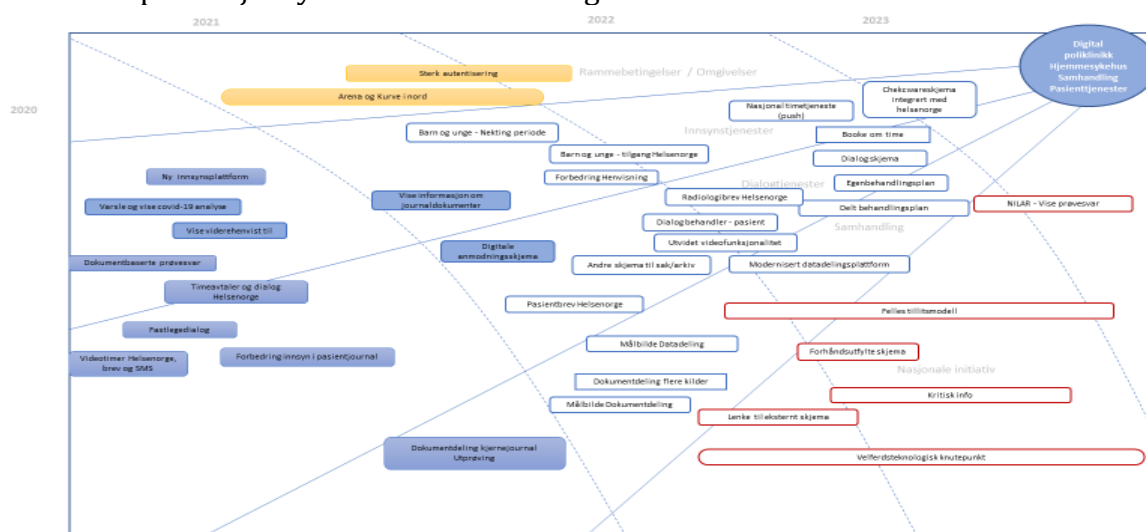 2021
2022
2023
2020
Digital
poliklinikk
Hjemmesykehus
Samhandling
Pasienttjenester
Sterk autentisering
Rammebetingelser / Omgivelser
Arena og Kurve i nord
Chekcwareskjema
integrert med
helsenorge
Nasjonal timetjeneste
(push)
Barn og unge - Nekting periode
Innsynstjenester
Booke om time
Barn og unge - tilgang Helsenorge
Dialogskjema
Ny innsynsplattform
Forbedring Henvisning
Dialogtjenester
Egenbehandlingsplan
Vise informasjon om
journaldokumenter
Radiologibrev Helsenorge
NILAR - Vise prøvesvar
Varsle og vise covid-19 analyse
Delt behandlingsplan
Vise viderehenvist til
Dialog behandler - pasient
Samhandling
Utvidet videofunksjonalitet
Digitale
anmodningsskjema
Dokumentbaserte prøvesvar
Andre skjema til sak/arkiv
Modernisert datadelingsplattform
Timeavtaler og dialog
Helsenorge
Pasientbrev Helsenorge
Felles tillitsmodell
Fastlegedialog
Målbilde Datadeling
Forhåndsutfylte skjema
Videotimer Helsenorge,
brev og SMS
Forbedring innsyn i pasientjournal
Nasjonale initiativ
Dokumentdeling flere kilder
Kritisk info
Målbilde Dokumentdeling
Lenke til eksternt skjema
Dokumentdeling kjernejournal
Utprøving
Velferdsteknologisk knutepunkt